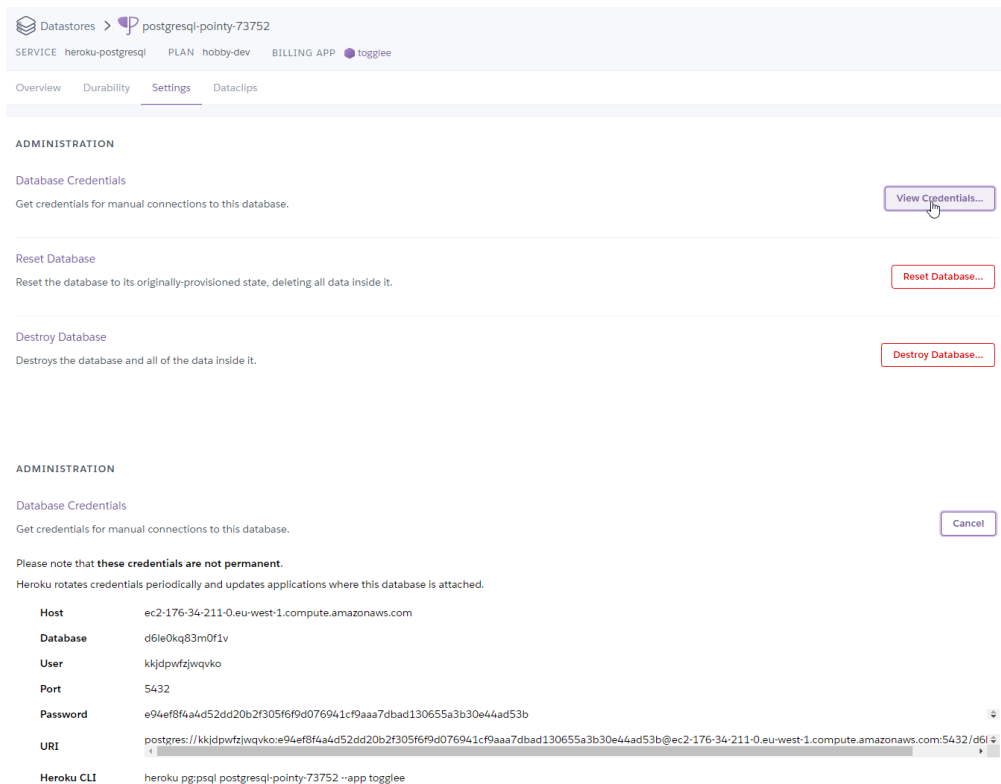 Datastores > postgresql-pointy-73752
SERVICE heroku-postgresql PLAN hobby-dev BILLING APP togglee
Overview Durability Settings Dataclips
ADMINISTRATION
Database Credentials
Get credentials for manual connections to this database.
View Credentials...
Reset Database
Reset the database to its originally-provisioned state, deleting all data inside it.
Reset Database...
Destroy Database
Destroys the database and all of the data inside it.
Destroy Database...
ADMINISTRATION
Database Credentials
Get credentials for manual connections to this database.
Cancel
Please note that these credentials are not permanent.
Heroku rotates credentials periodically and updates applications where this database is attached.
Host ec2-176-34-211-0.eu-west-1.compute.amazonaws.com
Database d6le0kq83m0f1v
User kkjdpwfzjwqvko
Port 5432
Password e94ef8f4a4d52dd20b2f305f6f9d076941cf9aaa7dbad130655a3b30e44ad53b
URI postgres://kkjdpwfzjwqvko:e94ef8f4a4d52dd20b2f305f6f9d076941cf9aaa7dbad130655a3b30e44ad53b@ec2-176-34-211-0.eu-west-1.compute.amazonaws.com:5432/d6l
Heroku CLI heroku pg:psql postgresql-pointy-73752 --app togglee